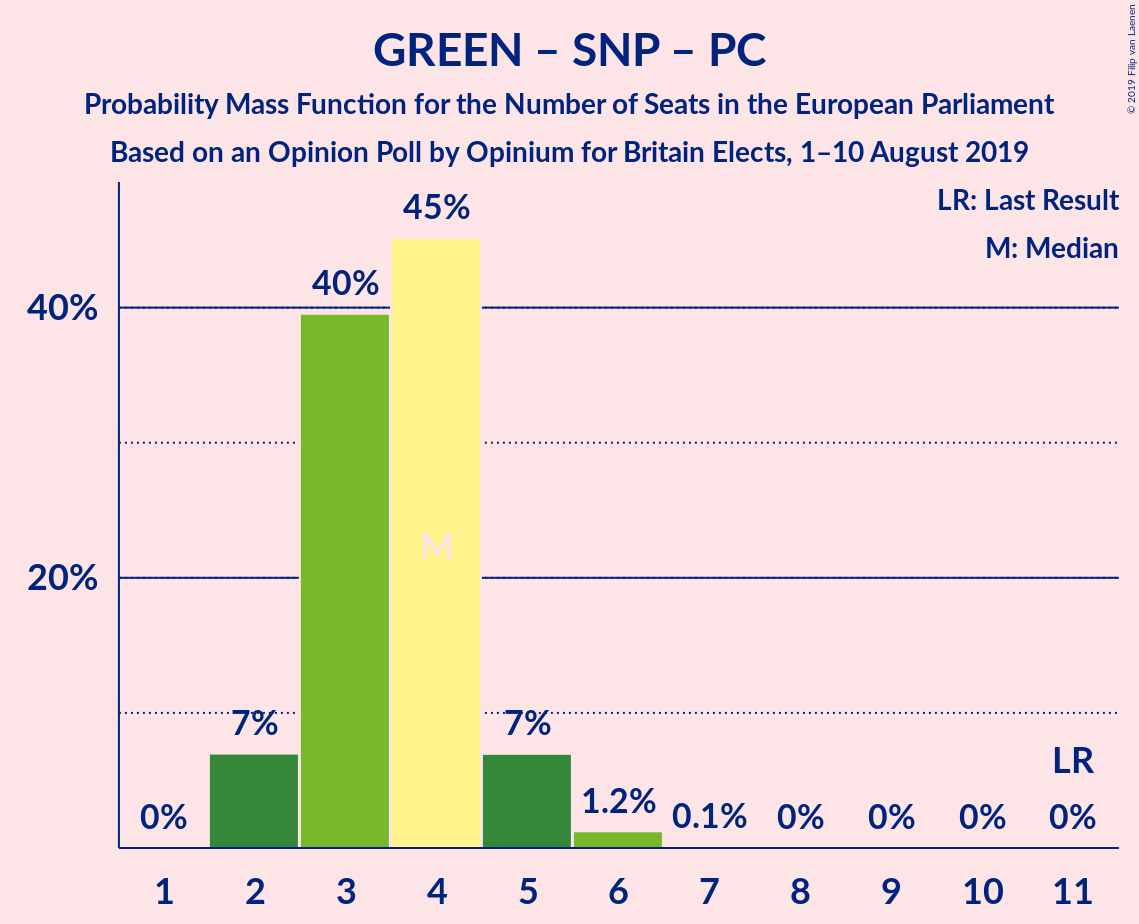 GREEN – SNP – PC
Probability Mass Function for the Number of Seats in the European Parliament
Based on an Opinion Poll by Opinium for Britain Elects, 1–10 August 2019
© 2019 Filip van Laenen
LR: Last Result
M: Median
45%
40%
40%
M
20%
7%
7%
LR
0%
1.2%
0.1%
0%
0%
0%
0%
1 2 3 4 5 6 7 8 9 10 11